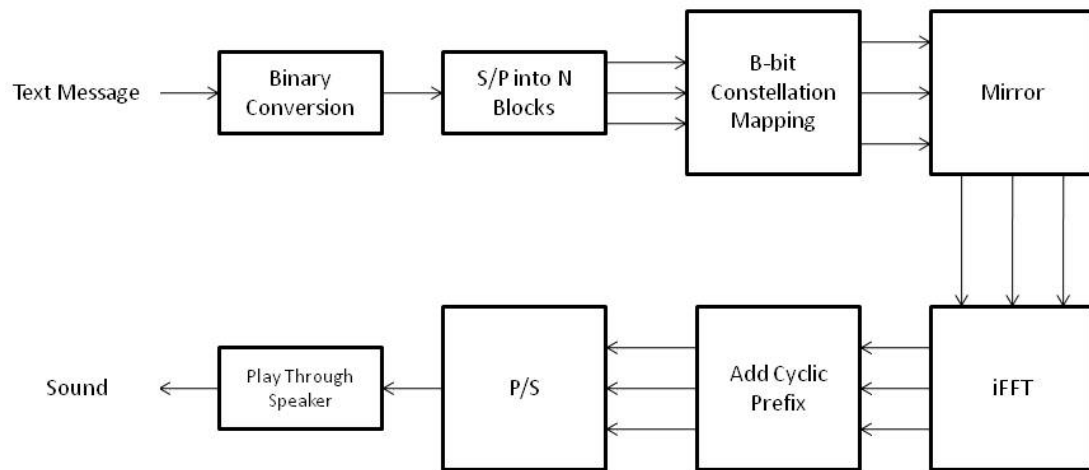 Text Message
Binary
Conversion
S/P into N
Blocks
B-bit
Constellation
Mapping
Mirror
Sound
Play Through
Speaker
P/S
Add Cyclic
Prefix
iFFT